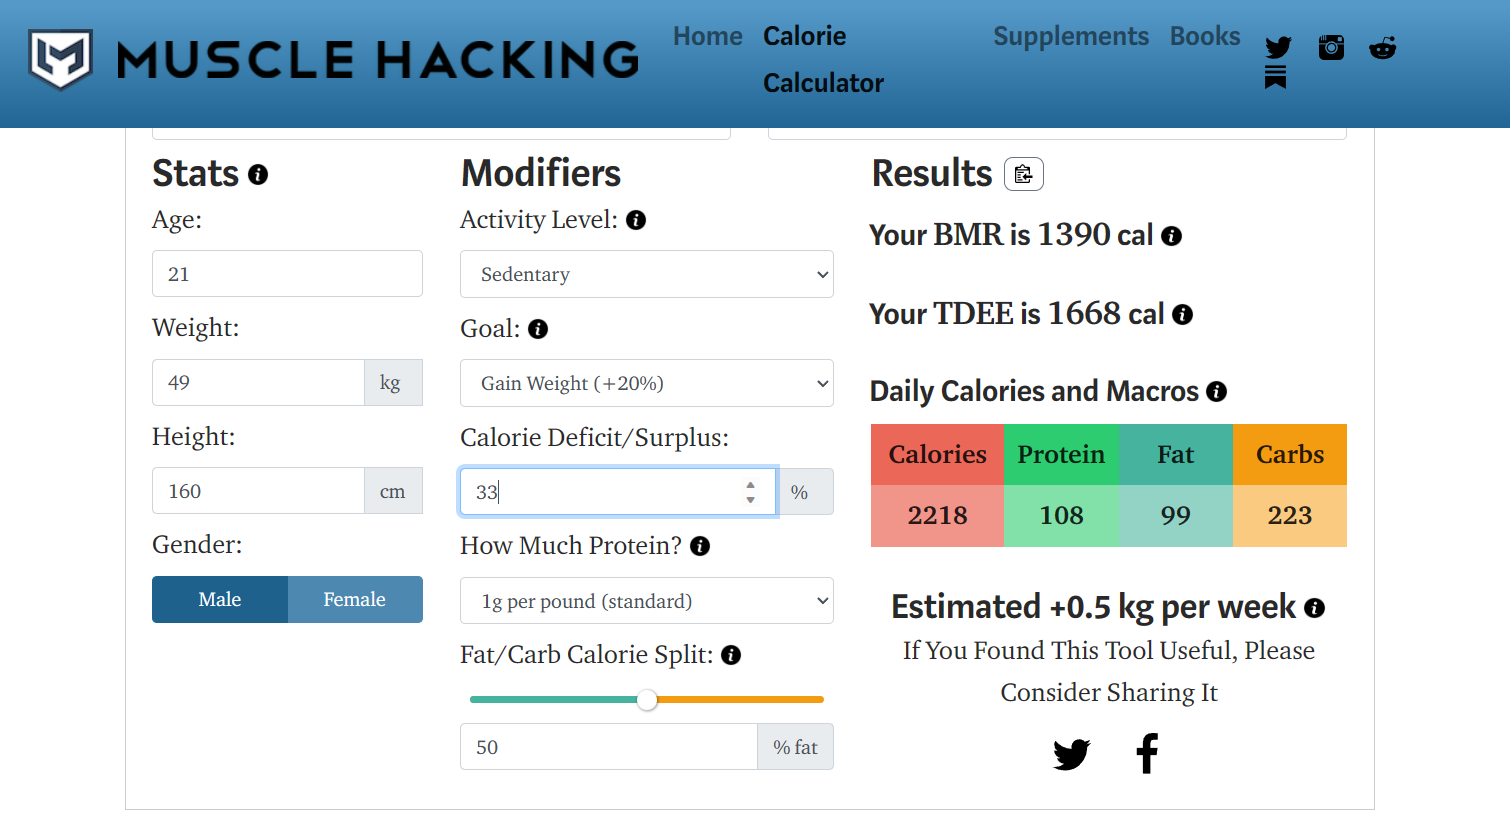 MUSCLE HACKING
Home
Calorie
Calculator
Supplements
Books
Stats
Age:
21
Weight:
49
kg
Height:
160
cm
Gender:
Male
Female
Modifiers
Activity Level:
Sedentary
Goal:
Gain Weight (+20%)
Calorie Deficit/Surplus:
33
%
How Much Protein?
1g per pound (standard)
Fat/Carb Calorie Split:
50
% fat
Results
Your BMR is 1390 cal
Your TDEE is 1668 cal
Daily Calories and Macros
Calories Protein Fat Carbs
2218 108 99 223
Estimated +0.5 kg per week
If You Found This Tool Useful, Please
Consider Sharing It